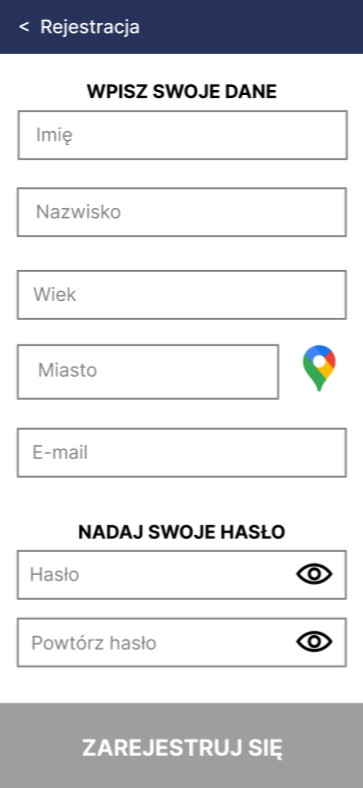 < Rejestracja
WPISZ SWOJE DANE
Imię
Nazwisko
Wiek
Miasto
E-mail
NADAJ SWOJE HASŁO
Hasło
Powtórz hasło
ZAREJESTRUJ SIĘ